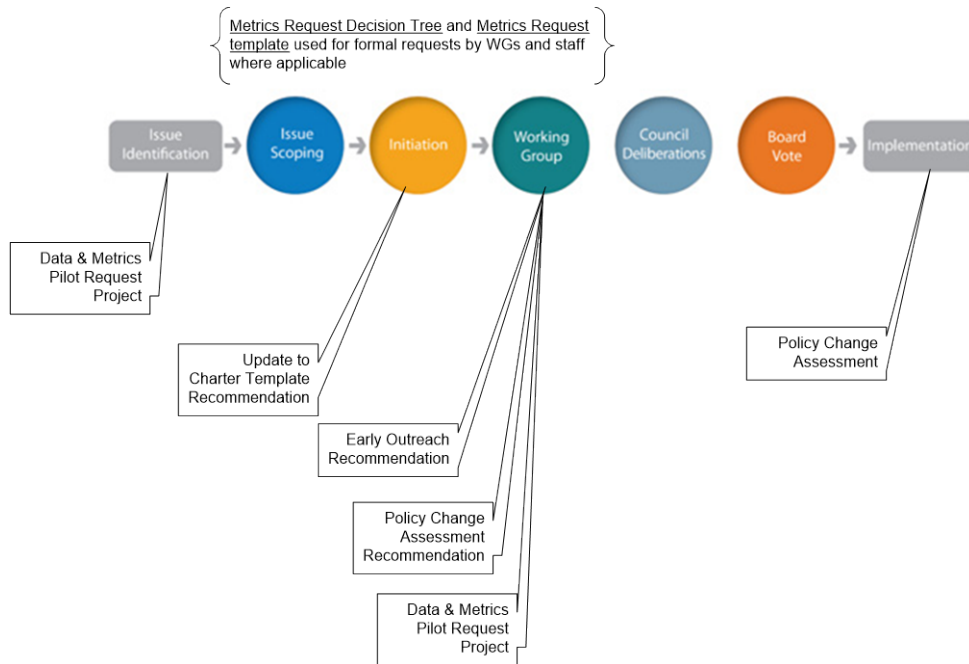 Metrics Request Decision Tree and Metrics Request
template used for formal requests by WGs and staff
where applicable
Issue
Identification
Issue
Scoping
Initiation
Working
Group
Council
Deliberations
Board
Vote
Implementation
Data & Metrics
Pilot Request
Project
Update to
Charter Template
Recommendation
Early Outreach
Recommendation
Policy Change
Assessment
Recommendation
Data & Metrics
Pilot Request
Project
Policy Change
Assessment